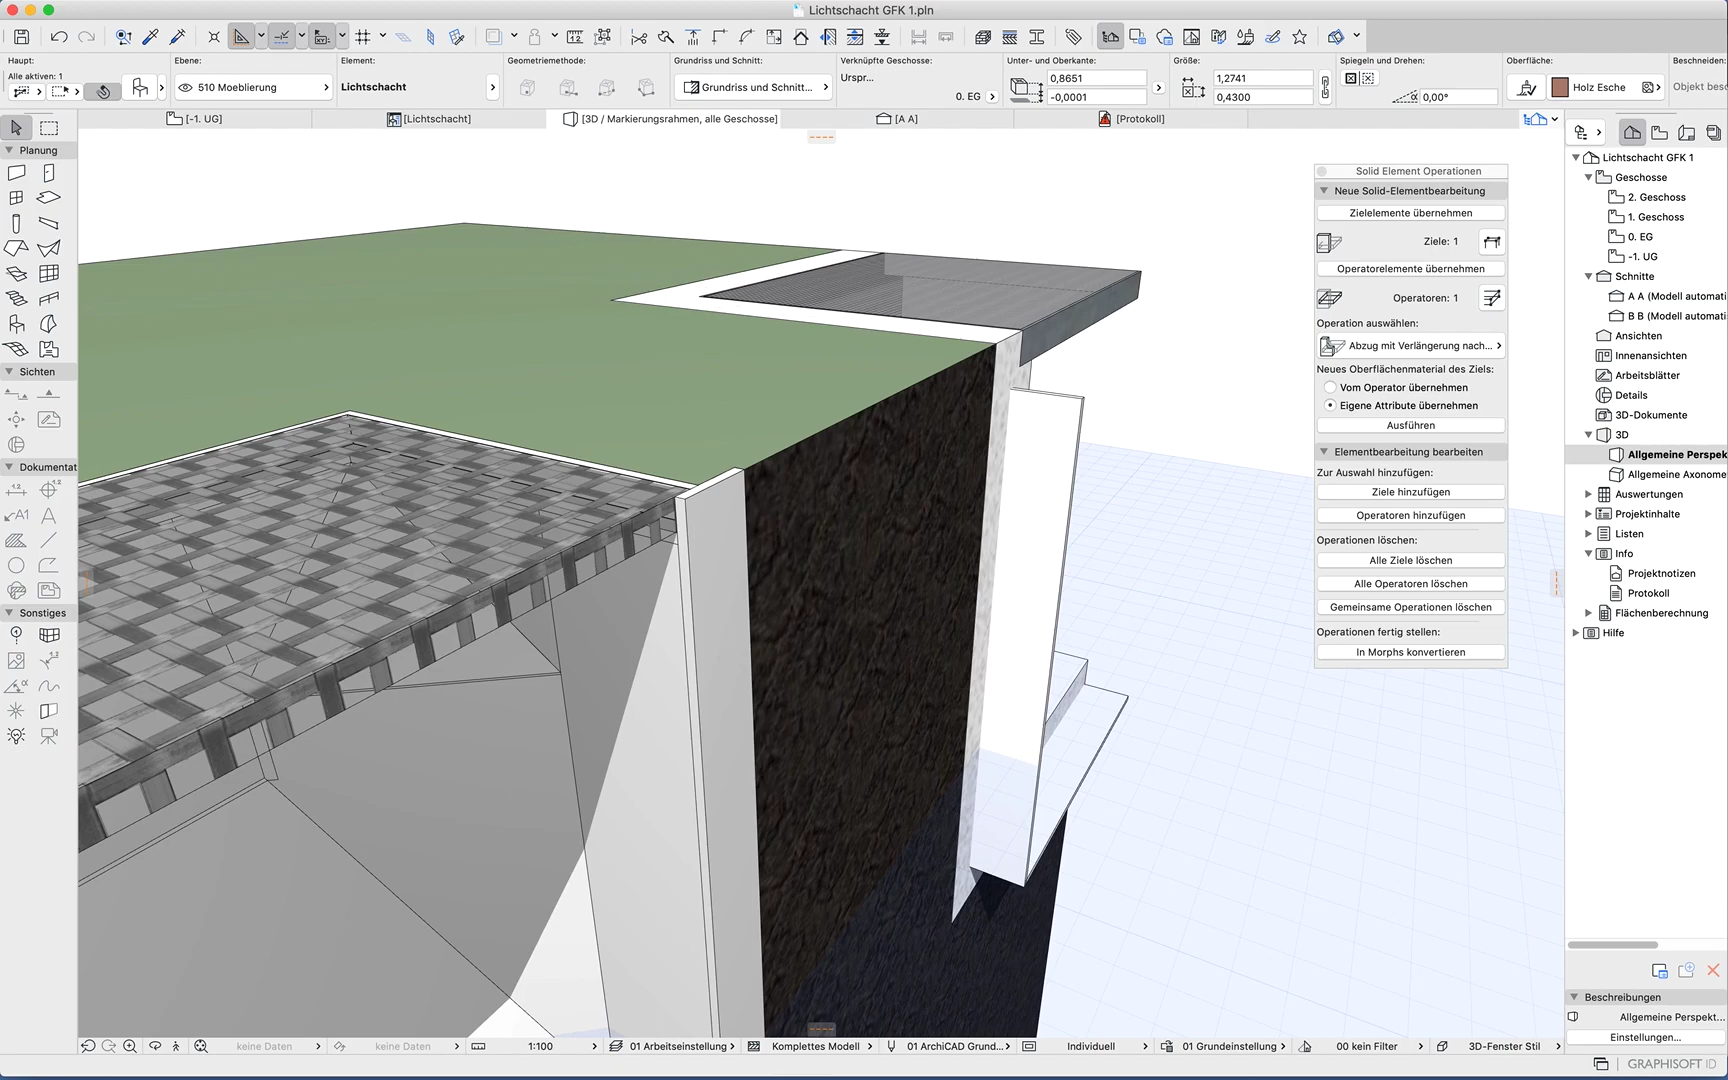 Lichtschacht GFK 1.pln
Haupt:
Alle aktiven: 1
Ebene:
510 Moeblierung
Element:
Lichtschacht
Geometriemethode:
Grundriss und Schnitt:
Grundriss und Schnitt...
Verknüpfte Geschosse:
Urspr...
0. EG
Unter- und Oberkante:
0,8651
-0,0001
Größe:
1,2741
0,4300
Spiegeln und Drehen:
0,00°
Oberfläche:
Holz Esche
Beschneiden:
Objekt besc
[-1. UG]
[Lichtschacht]
[3D / Markierungsrahmen, alle Geschosse]
[A A]
[Protokoll]
Planung
Sichten
Dokumentat
Sonstiges
Solid Element Operationen
Neue Solid-Elementbearbeitung
Zielelemente übernehmen
Ziele: 1
Operatorelemente übernehmen
Operatoren: 1
Operation auswählen:
Abzug mit Verlängerung nach...
Neues Oberflächenmaterial des Ziels:
Vom Operator übernehmen
Eigene Attribute übernehmen
Ausführen
Elementbearbeitung bearbeiten
Zur Auswahl hinzufügen:
Ziele hinzufügen
Operatoren hinzufügen
Operationen löschen:
Alle Ziele löschen
Alle Operatoren löschen
Gemeinsame Operationen löschen
Operationen fertig stellen:
In Morphs konvertieren
Lichtschacht GFK 1
Geschosse
2. Geschoss
1. Geschoss
0. EG
-1. UG
Schnitte
A A (Modell automati
B B (Modell automati
Ansichten
Innenansichten
Arbeitsblätter
Details
3D-Dokumente
3D
Allgemeine Perspek
Allgemeine Axonome
Auswertungen
Projektinhalte
Listen
Info
Projektnotizen
Protokoll
Flächenberechnung
Hilfe
Beschreibungen
Allgemeine Perspekt...
Einstellungen...
keine Daten
keine Daten
1:100
01 Arbeitseinstellung
Komplettes Modell
01 ArchiCAD Grund...
Individuell
01 Grundeinstellung
00 kein Filter
3D-Fenster Stil
GRAPHISOFT ID